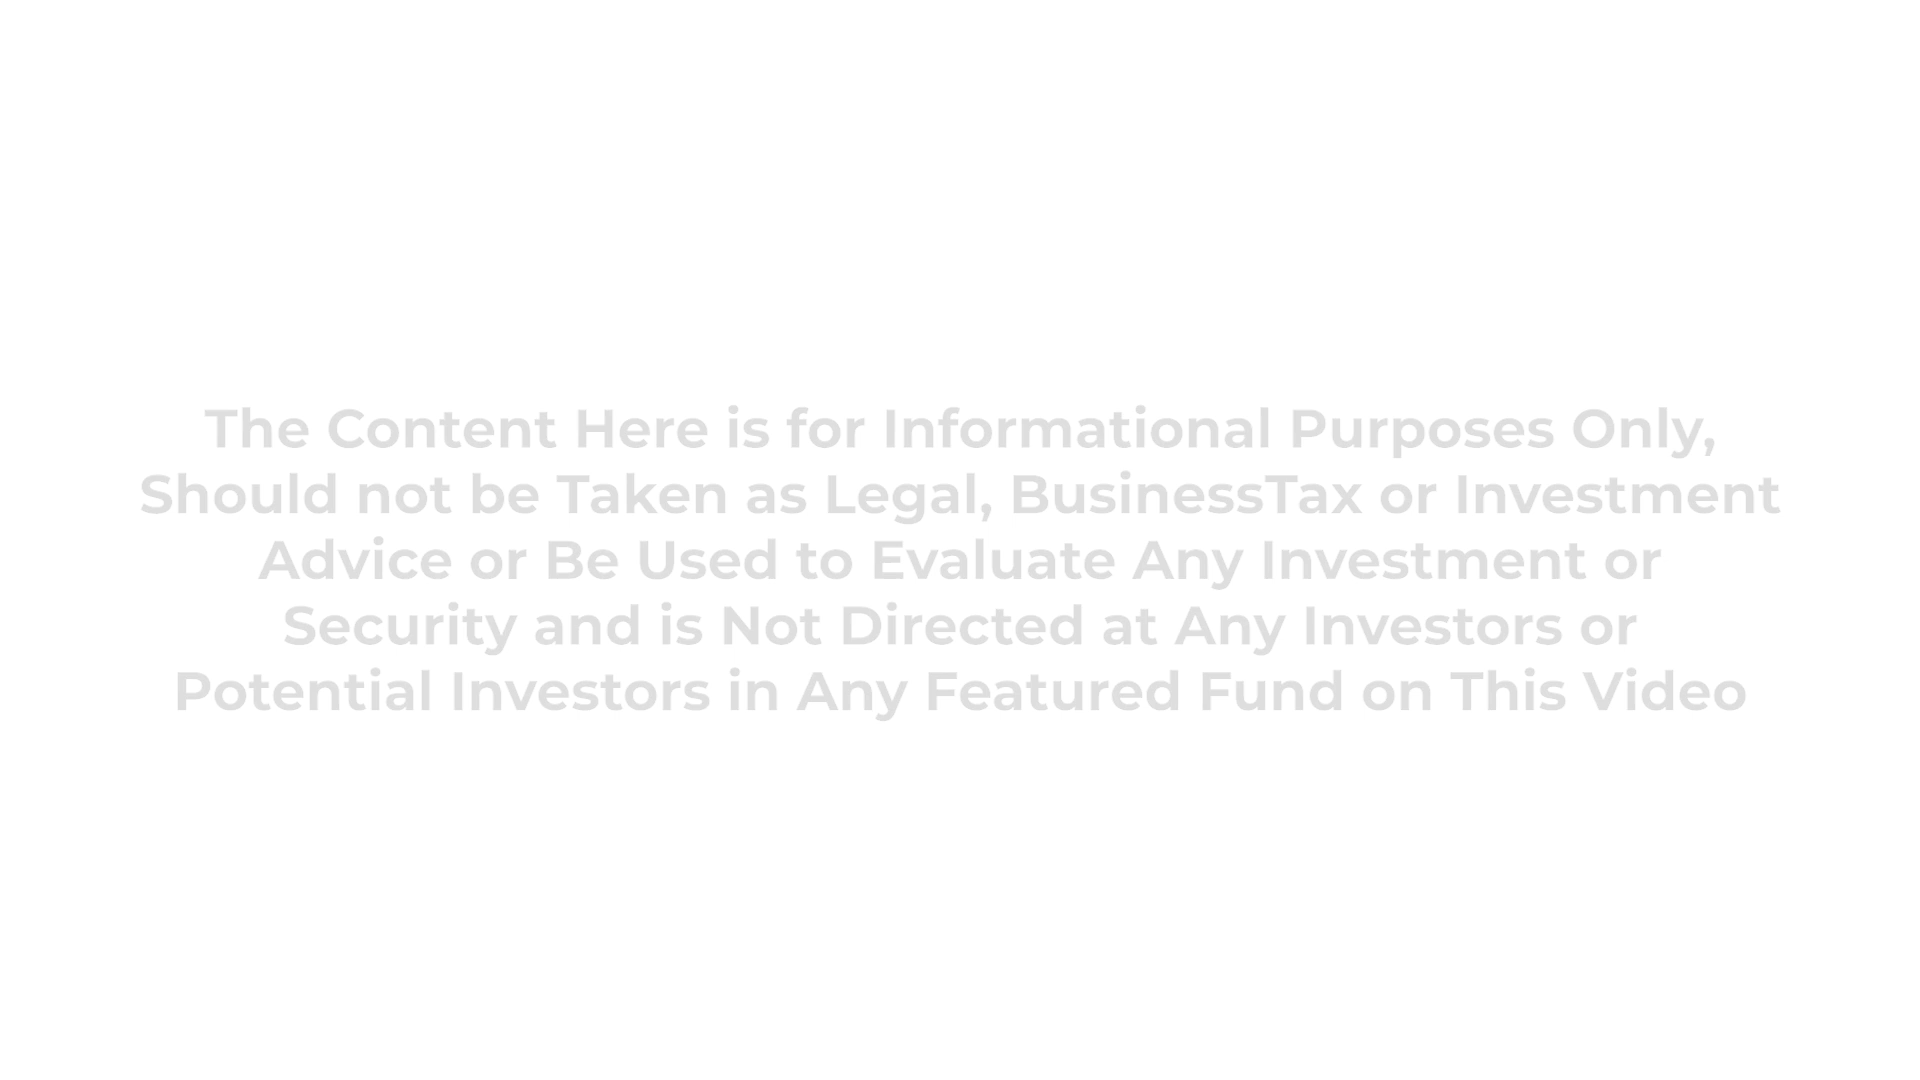 The Content Here is for Informational Purposes Only,
Should not be Taken as Legal, BusinessTax or Investment
Advice or Be Used to Evaluate Any Investment or
Security and is Not Directed at Any Investors or
Potential Investors in Any Featured Fund on This Video